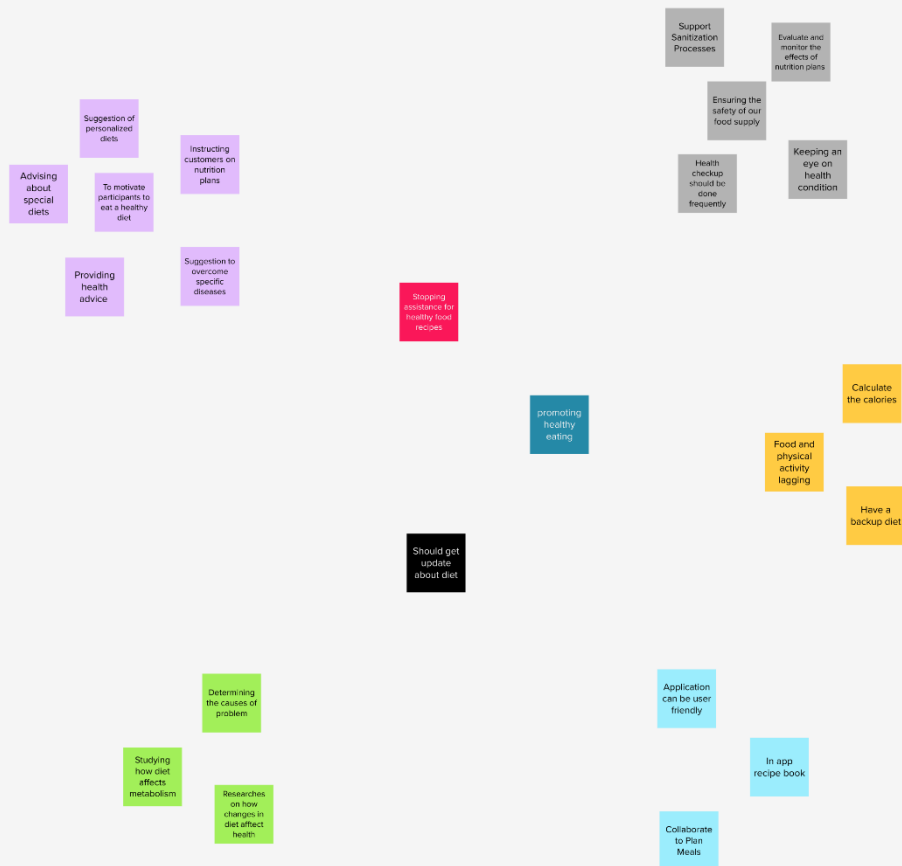 Support
Sanitization
Processes
Evaluate and
monitor the
effects of
nutrition plans
Ensuring the
safety of our
food supply
Health
checkup
should be
done
frequently
Keeping an
eye on
health
condition
Suggestion of
personalized
diets
Instructing
customers on
nutrition
plans
Advising
about
special
diets
To motivate
participants to
eat a healthy
diet
Providing
health
advice
Suggestion to
overcome
specific
diseases
Stopping
assistance for
healthy food
recipes
promoting
healthy
eating
Calculate
the calories
Food and
physical
activity
lagging
Have a
backup diet
Should get
update
about diet
Determining
the causes of
problem
Studying
how diet
affects
metabolism
Researches
on how
changes in
diet afftect
health
Application
can be user
friendly
In app
recipe book
Collaborate
to Plan
Meals